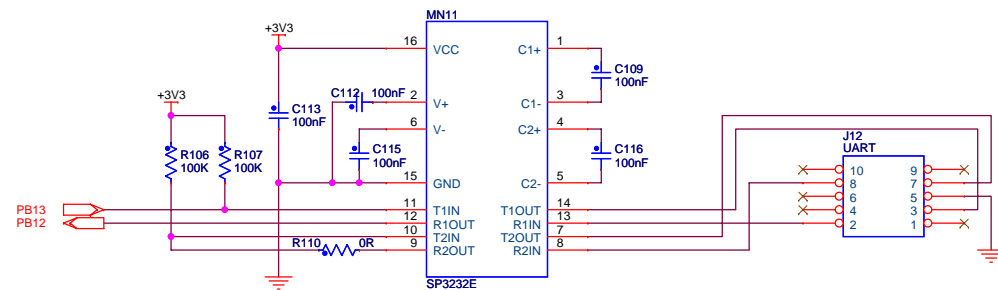 MN11
+3V3
16
VCC
C1+
1
C109
100nF
C112
100nF
2
V+
C1-
3
+3V3
C113
100nF
6
V-
C2+
4
C115
100nF
C116
100nF
R106
100K
R107
100K
15
GND
C2-
5
J12
UART
10
9
8
7
6
5
4
3
2
1
PB13
11
T1IN
T1OUT
14
PB12
12
R1OUT
R1IN
13
10
T2IN
T2OUT
7
R110
0R
9
R2OUT
R2IN
8
SP3232E